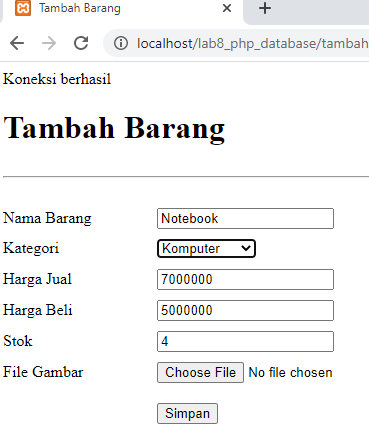 Tambah Barang
localhost/lab8_php_database/tambah
Koneksi berhasil
Tambah Barang
Nama Barang Notebook
Kategori Komputer
Harga Jual 7000000
Harga Beli 5000000
Stok 4
File Gambar Choose File No file chosen
Simpan